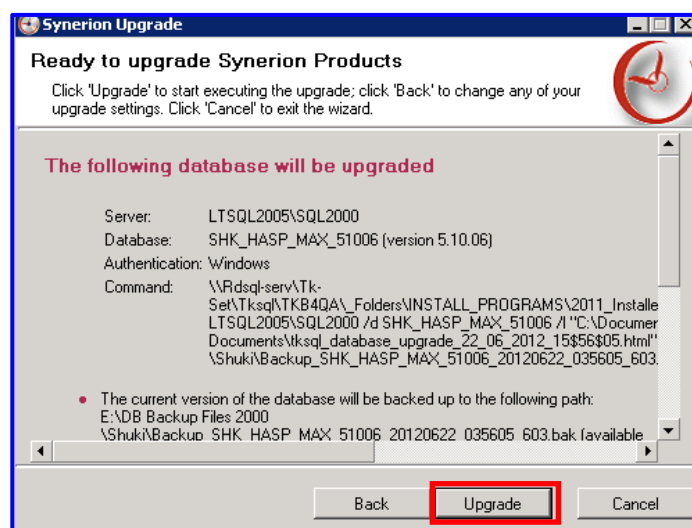 Synerion Upgrade
Ready to upgrade Synerion Products
Click 'Upgrade' to start executing the upgrade; click 'Back' to change any of your
upgrade settings. Click 'Cancel' to exit the wizard.
The following database will be upgraded
Server: LTSQL2005\SQL2000
Database: SHK_HASP_MAX_51006 (version 5.10.06)
Authentication: Windows
Command: \\Rdsql-serv\Tk-
Set\Tksql\TKB4QA\_Folders\INSTALL_PROGRAMS\2011_Installe
LTSQL2005\SQL2000 /d SHK_HASP_MAX_51006 /l "C:\Documer
Documents\tksql_database_upgrade_22_06_2012_15$56$05.html"
\Shuki\Backup_SHK_HASP_MAX_51006_20120622_035605_603.
• The current version of the database will be backed up to the following path:
E:\DB Backup Files 2000
\Shuki\Backup_SHK_HASP_MAX_51006_20120622_035605_603.bak (available
Back Upgrade Cancel